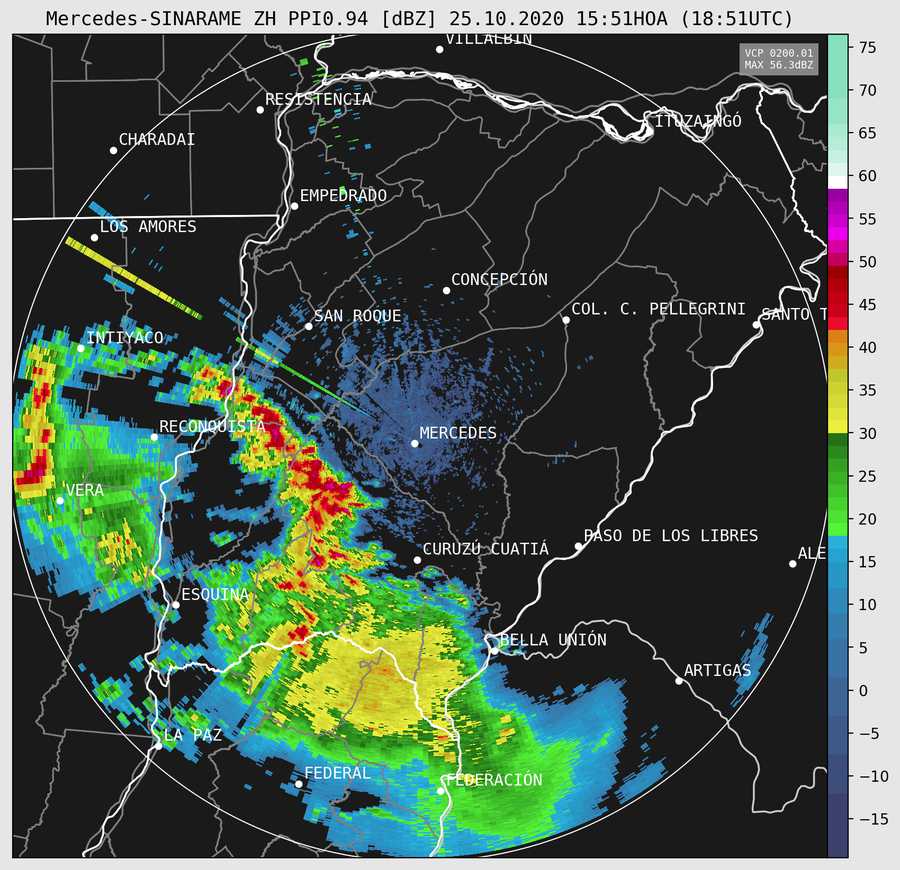 Mercedes-SINARAME ZH PPI0.94 [dBZ] 25.10.2020 15:51HOA (18:51UTC)
VILLALBIN
VCP 0200.01
MAX 56.3dBZ
RESISTENCIA
ITUZAINGÓ
CHARADAI
EMPEDRADO
LOS AMORES
CONCEPCIÓN
COL. C. PELLEGRINI
SANTO T
SAN ROQUE
INTIYACO
RECONQUISTA
MERCEDES
VERA
PASO DE LOS LIBRES
CURUZÚ CUATIÁ
ALE
ESQUINA
BELLA UNIÓN
ARTIGAS
LA PAZ
FEDERAL
FEDERACIÓN
75
70
65
60
55
50
45
40
35
30
25
20
15
10
5
0
−5
−10
−15